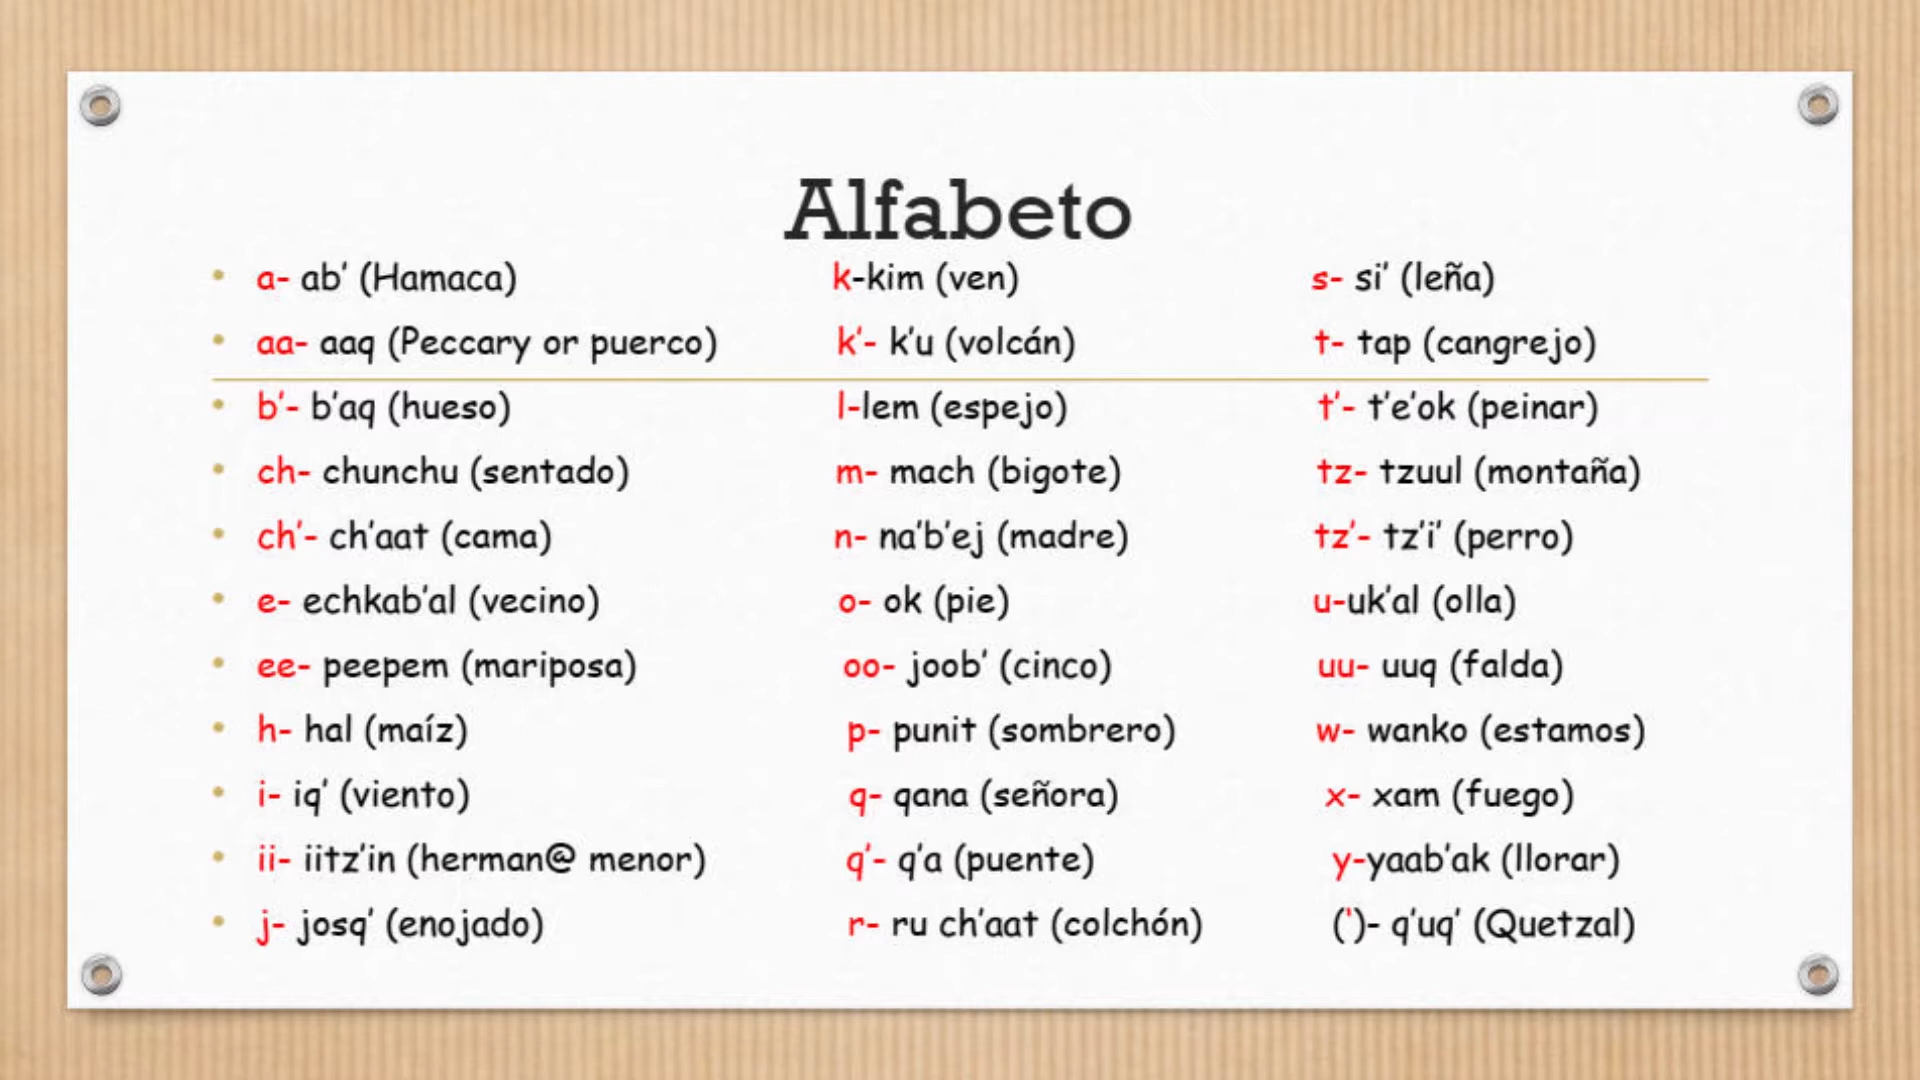 Alfabeto
• a- ab' (Hamaca)
• aa- aaq (Peccary or puerco)
• b'- b'aq (hueso)
• ch- chunchu (sentado)
• ch'- ch'aat (cama)
• e- echkab'al (vecino)
• ee- peepem (mariposa)
• h- hal (maíz)
• i- iq' (viento)
• ii- iitz'in (herman@ menor)
• j- josq' (enojado)
k-kim (ven)
k'- k'u (volcán)
l-lem (espejo)
m- mach (bigote)
n- na'b'ej (madre)
o- ok (pie)
oo- joob' (cinco)
p- punit (sombrero)
q- qana (señora)
q'- q'a (puente)
r- ru ch'aat (colchón)
s- si' (leña)
t- tap (cangrejo)
t'- t'e'ok (peinar)
tz- tzuul (montaña)
tz'- tz'i' (perro)
u-uk'al (olla)
uu- uuq (falda)
w- wanko (estamos)
x- xam (fuego)
y-yaab'ak (llorar)
(')- q'uq' (Quetzal)